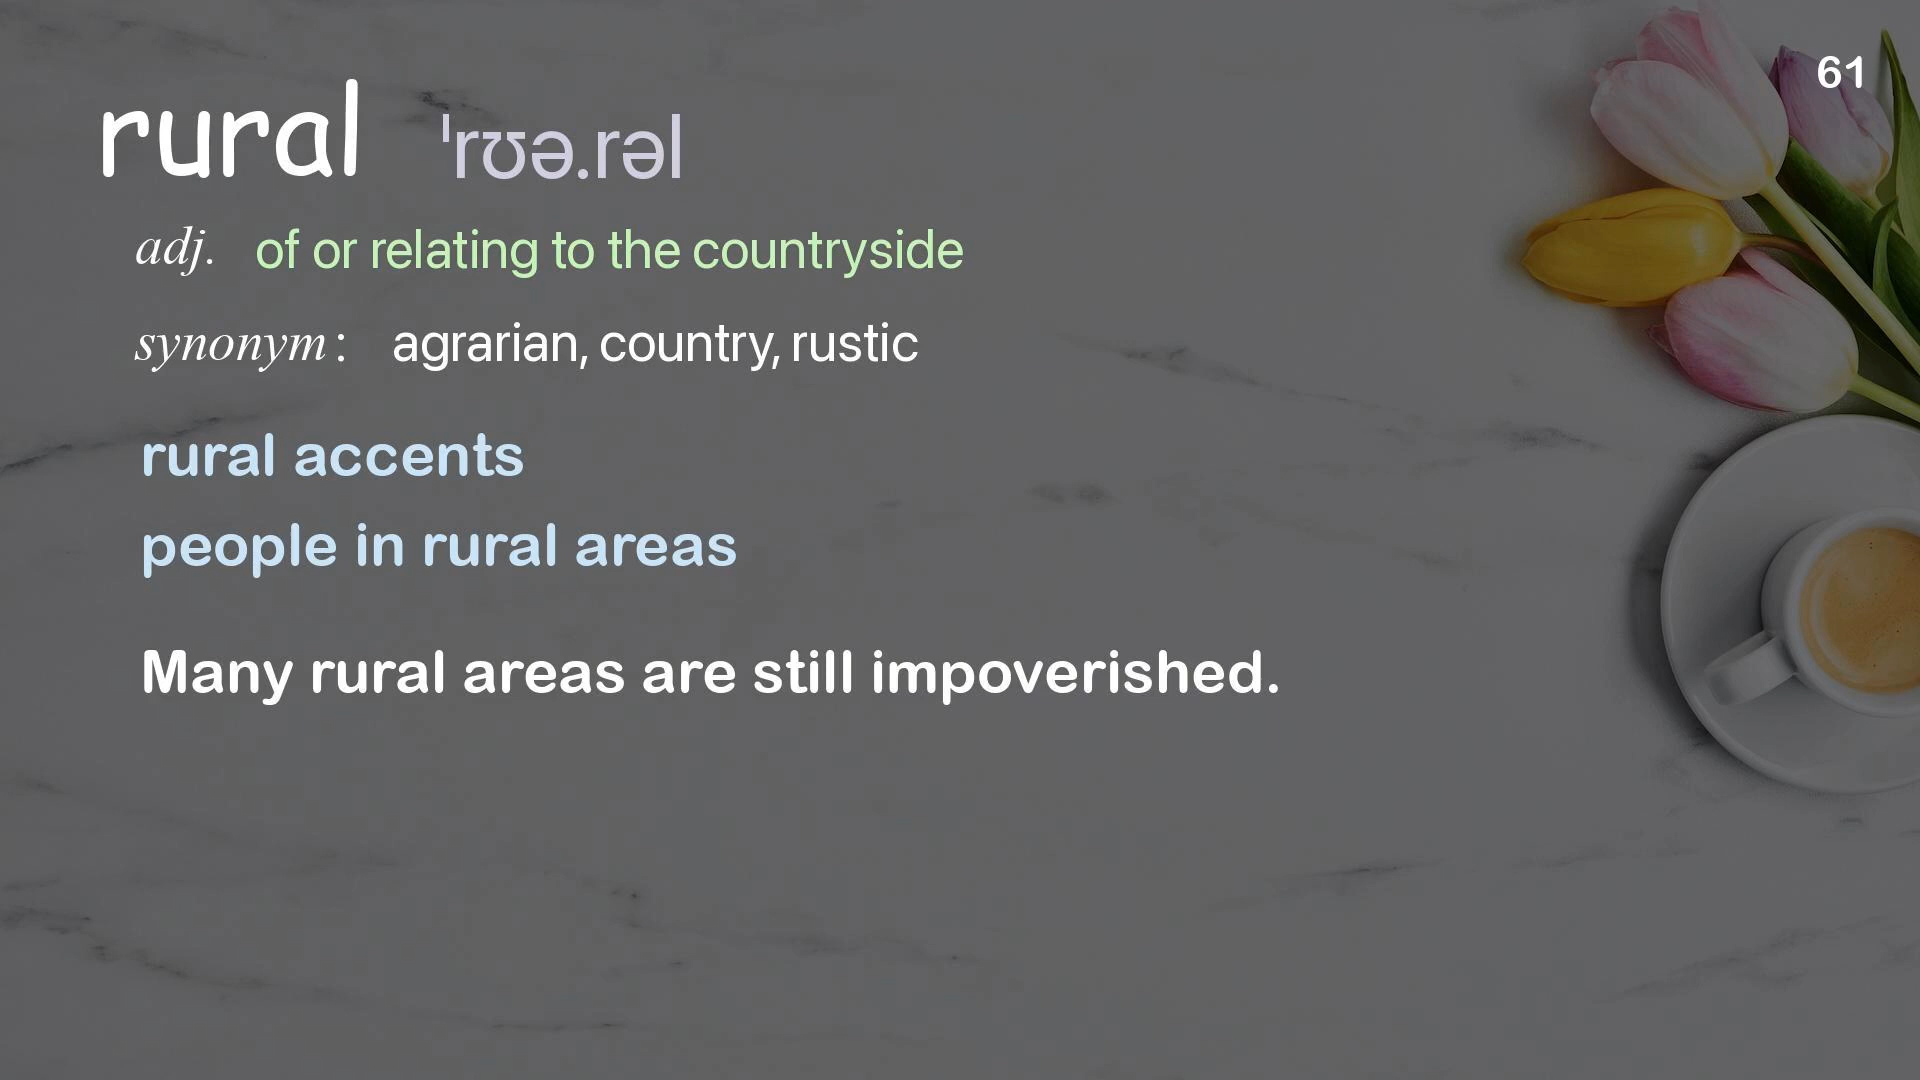 61
rural ˈrʊə.rəl
adj. of or relating to the countryside
synonym : agrarian, country, rustic
rural accents
people in rural areas
Many rural areas are still impoverished.